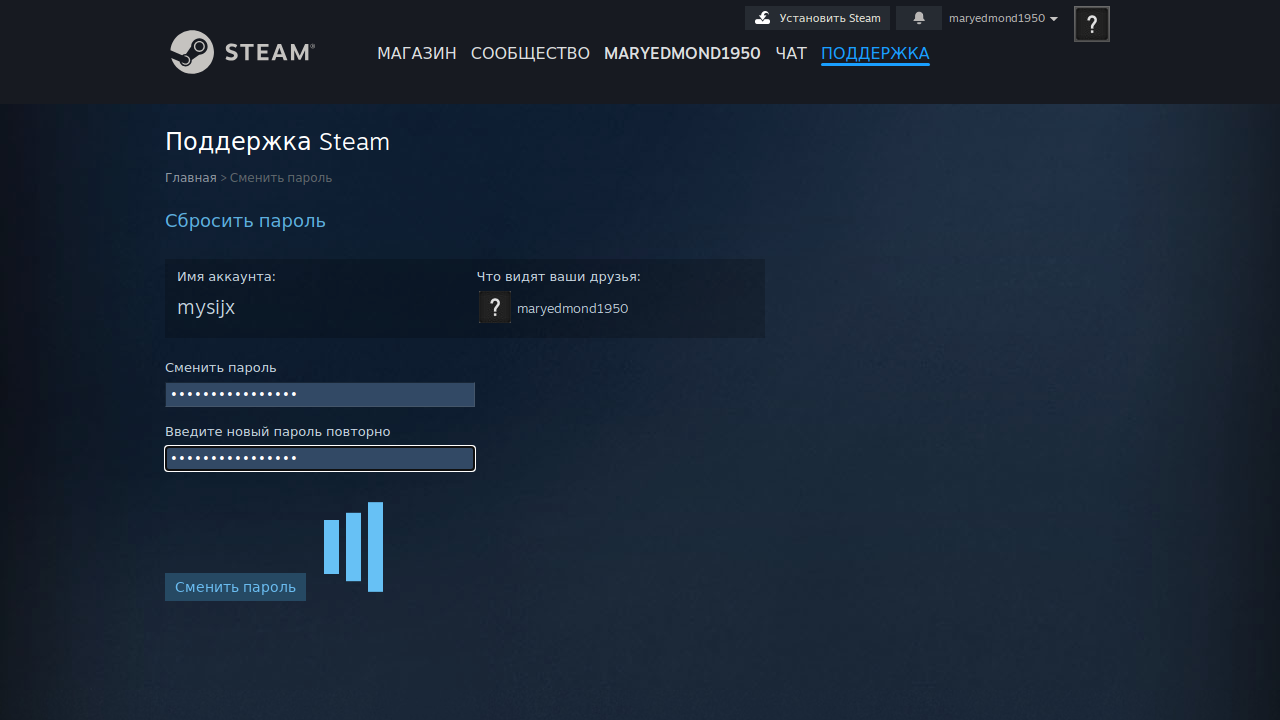 Установить Steam
maryedmond1950
STEAM®
МАГАЗИН СООБЩЕСТВО MARYEDMOND1950 ЧАТ ПОДДЕРЖКА
Поддержка Steam
Главная > Сменить пароль
Сбросить пароль
Имя аккаунта:
Что видят ваши друзья:
mysijx
maryedmond1950
Сменить пароль
••••••••••••••••
Введите новый пароль повторно
••••••••••••••••
Сменить пароль